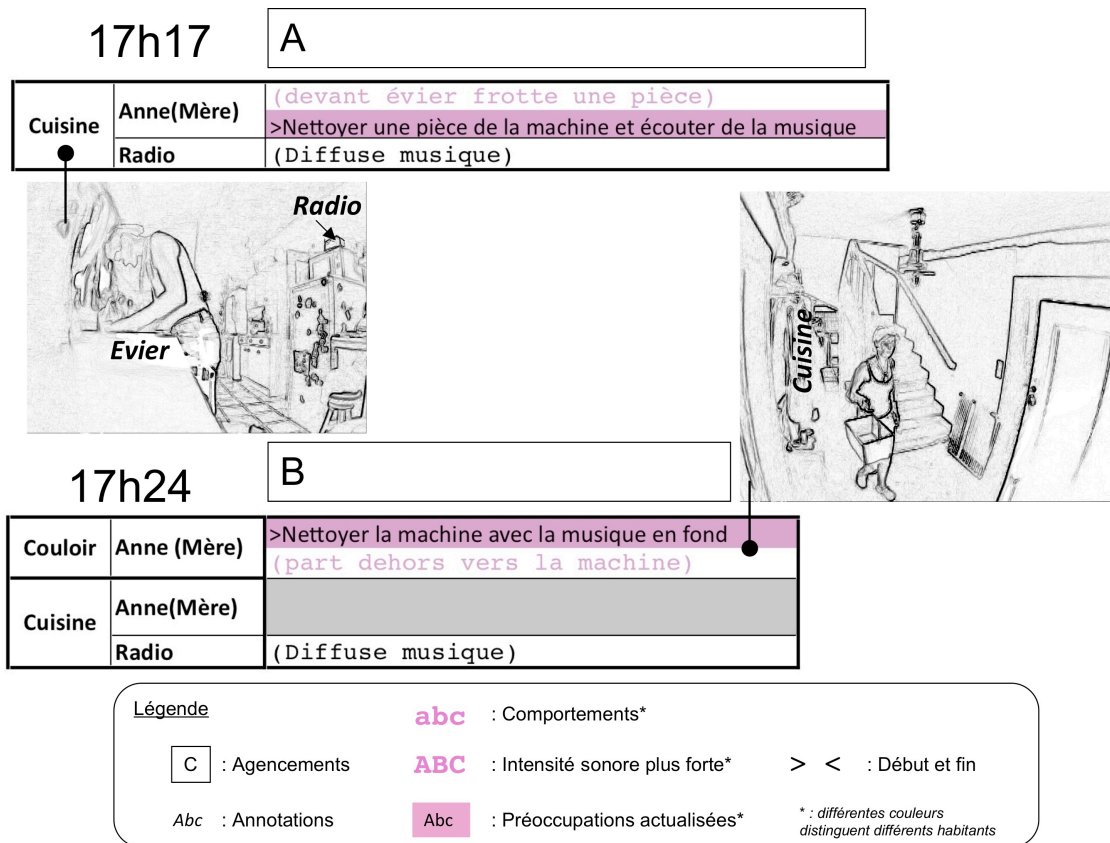 17h17
A
Cuisine
Anne(Mère)
(devant évier frotte une pièce)
>Nettoyer une pièce de la machine et écouter de la musique
Radio
(Diffuse musique)
Radio
Evier
Cuisine
17h24
B
Couloir
Anne (Mère)
>Nettoyer la machine avec la musique en fond
(part dehors vers la machine)
Cuisine
Anne(Mère)
Radio
(Diffuse musique)
Légende
abc : Comportements*
C : Agencements
ABC : Intensité sonore plus forte*
> < : Début et fin
Abc : Annotations
Abc : Préoccupations actualisées*
* : différentes couleurs
distinguent différents habitants